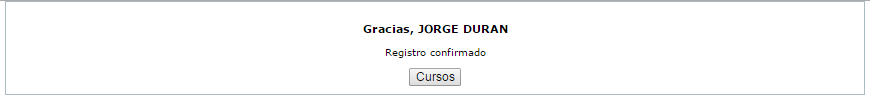 Gracias, JORGE DURAN
Registro confirmado
Cursos